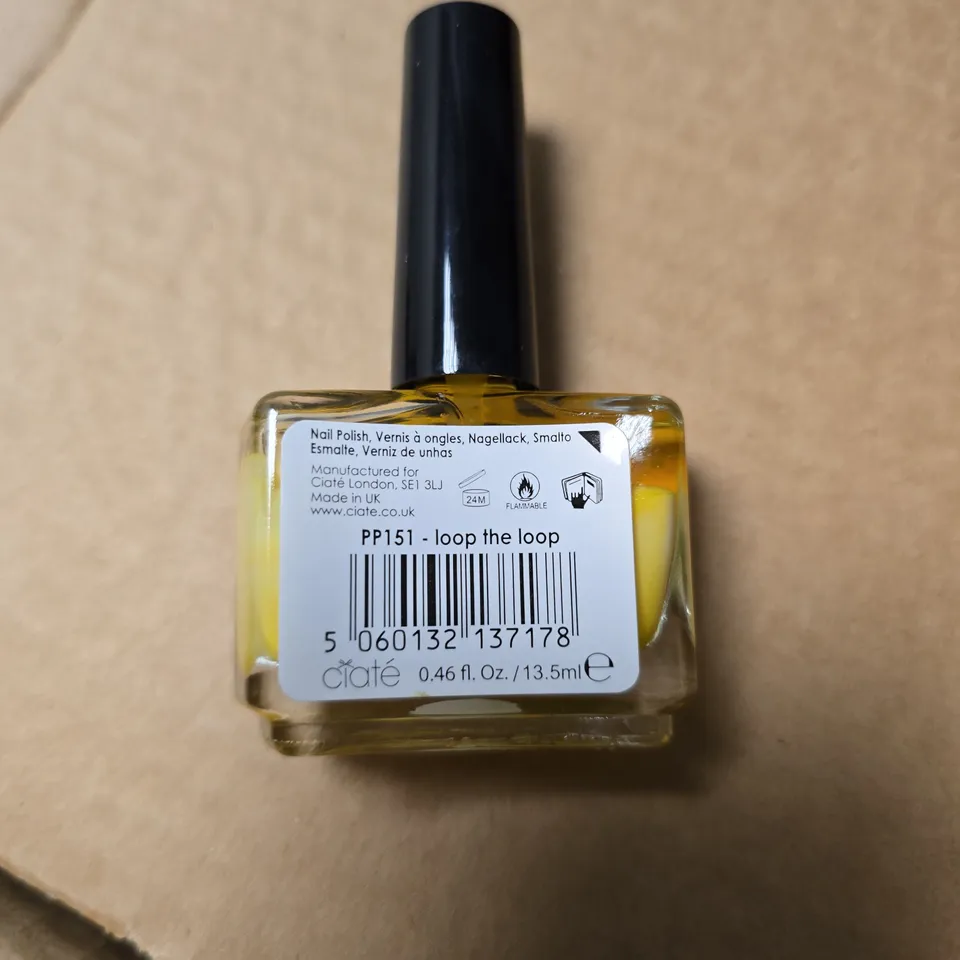 Nail Polish, Vernis à ongles, Nagellack, Smalto
Esmalte, Verniz de unhas
Manufactured for
Ciaté London, SE1 3LJ
Made in UK
www.ciate.co.uk
24M
FLAMMABLE
PP151 - loop the loop
5 060132 137178
ciaté 0.46 fl. Oz. / 13.5ml e